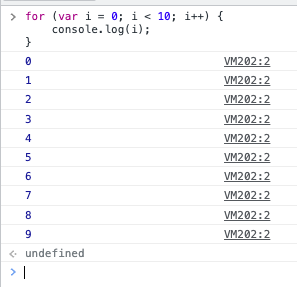 for (var i = 0; i < 10; i++) {
    console.log(i);
}
0 VM202:2
1 VM202:2
2 VM202:2
3 VM202:2
4 VM202:2
5 VM202:2
6 VM202:2
7 VM202:2
8 VM202:2
9 VM202:2
undefined